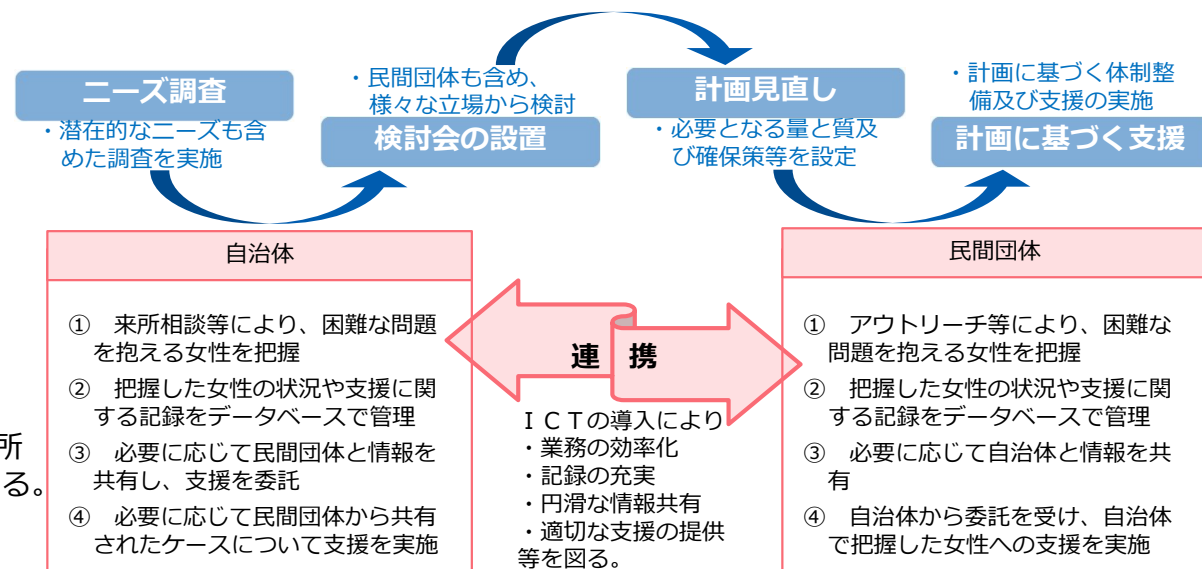 ニーズ調査
・潜在的なニーズも含
めた調査を実施
・民間団体も含め、
様々な立場から検討
検討会の設置
計画見直し
・必要となる量と質及
び確保策等を設定
・計画に基づく体制整
備及び支援の実施
計画に基づく支援
所
る。
自治体
① 来所相談等により、困難な問題
を抱える女性を把握
② 把握した女性の状況や支援に関
する記録をデータベースで管理
③ 必要に応じて民間団体と情報を
共有し、支援を委託
④ 必要に応じて民間団体から共有
されたケースについて支援を実施
連 携
ＩＣＴの導入により
・業務の効率化
・記録の充実
・円滑な情報共有
・適切な支援の提供
等を図る。
民間団体
① アウトリーチ等により、困難な
問題を抱える女性を把握
② 把握した女性の状況や支援に関
する記録をデータベースで管理
③ 必要に応じて自治体と情報を共
有
④ 自治体から委託を受け、自治体
で把握した女性への支援を実施